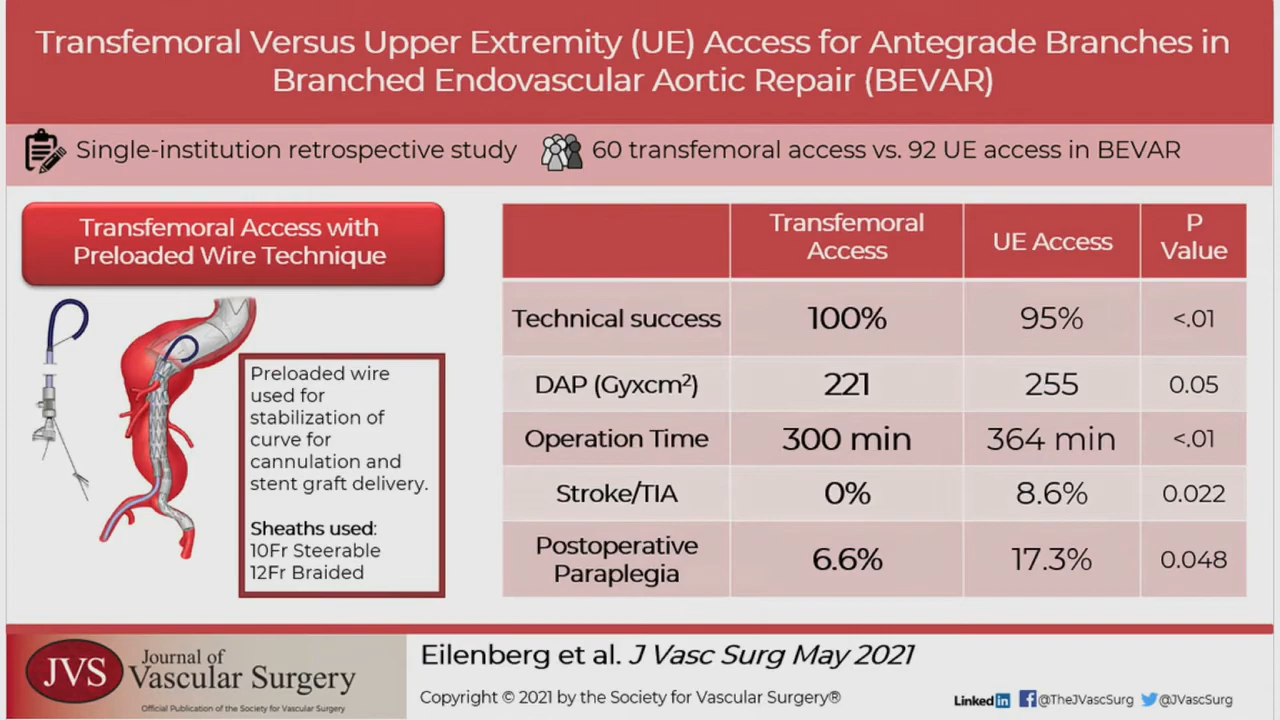 Transfemoral Versus Upper Extremity (UE) Access for Antegrade Branches in
Branched Endovascular Aortic Repair (BEVAR)
Single-institution retrospective study
60 transfemoral access vs. 92 UE access in BEVAR
Transfemoral Access with
Preloaded Wire Technique
Preloaded wire
used for
stabilization of
curve for
cannulation and
stent graft delivery.
Sheaths used:
10Fr Steerable
12Fr Braided
Transfemoral
Access
UE Access
P
Value
Technical success 100% 95% <.01
DAP (Gyxcm²) 221 255 0.05
Operation Time 300 min 364 min <.01
Stroke/TIA 0% 8.6% 0.022
Postoperative
Paraplegia
6.6% 17.3% 0.048
JVS
Journal of
Vascular Surgery
Official Publication of the Society for Vascular Surgery
Eilenberg et al. J Vasc Surg May 2021
Copyright © 2021 by the Society for Vascular Surgery®
Linked in @TheJVascSurg @JVascSurg